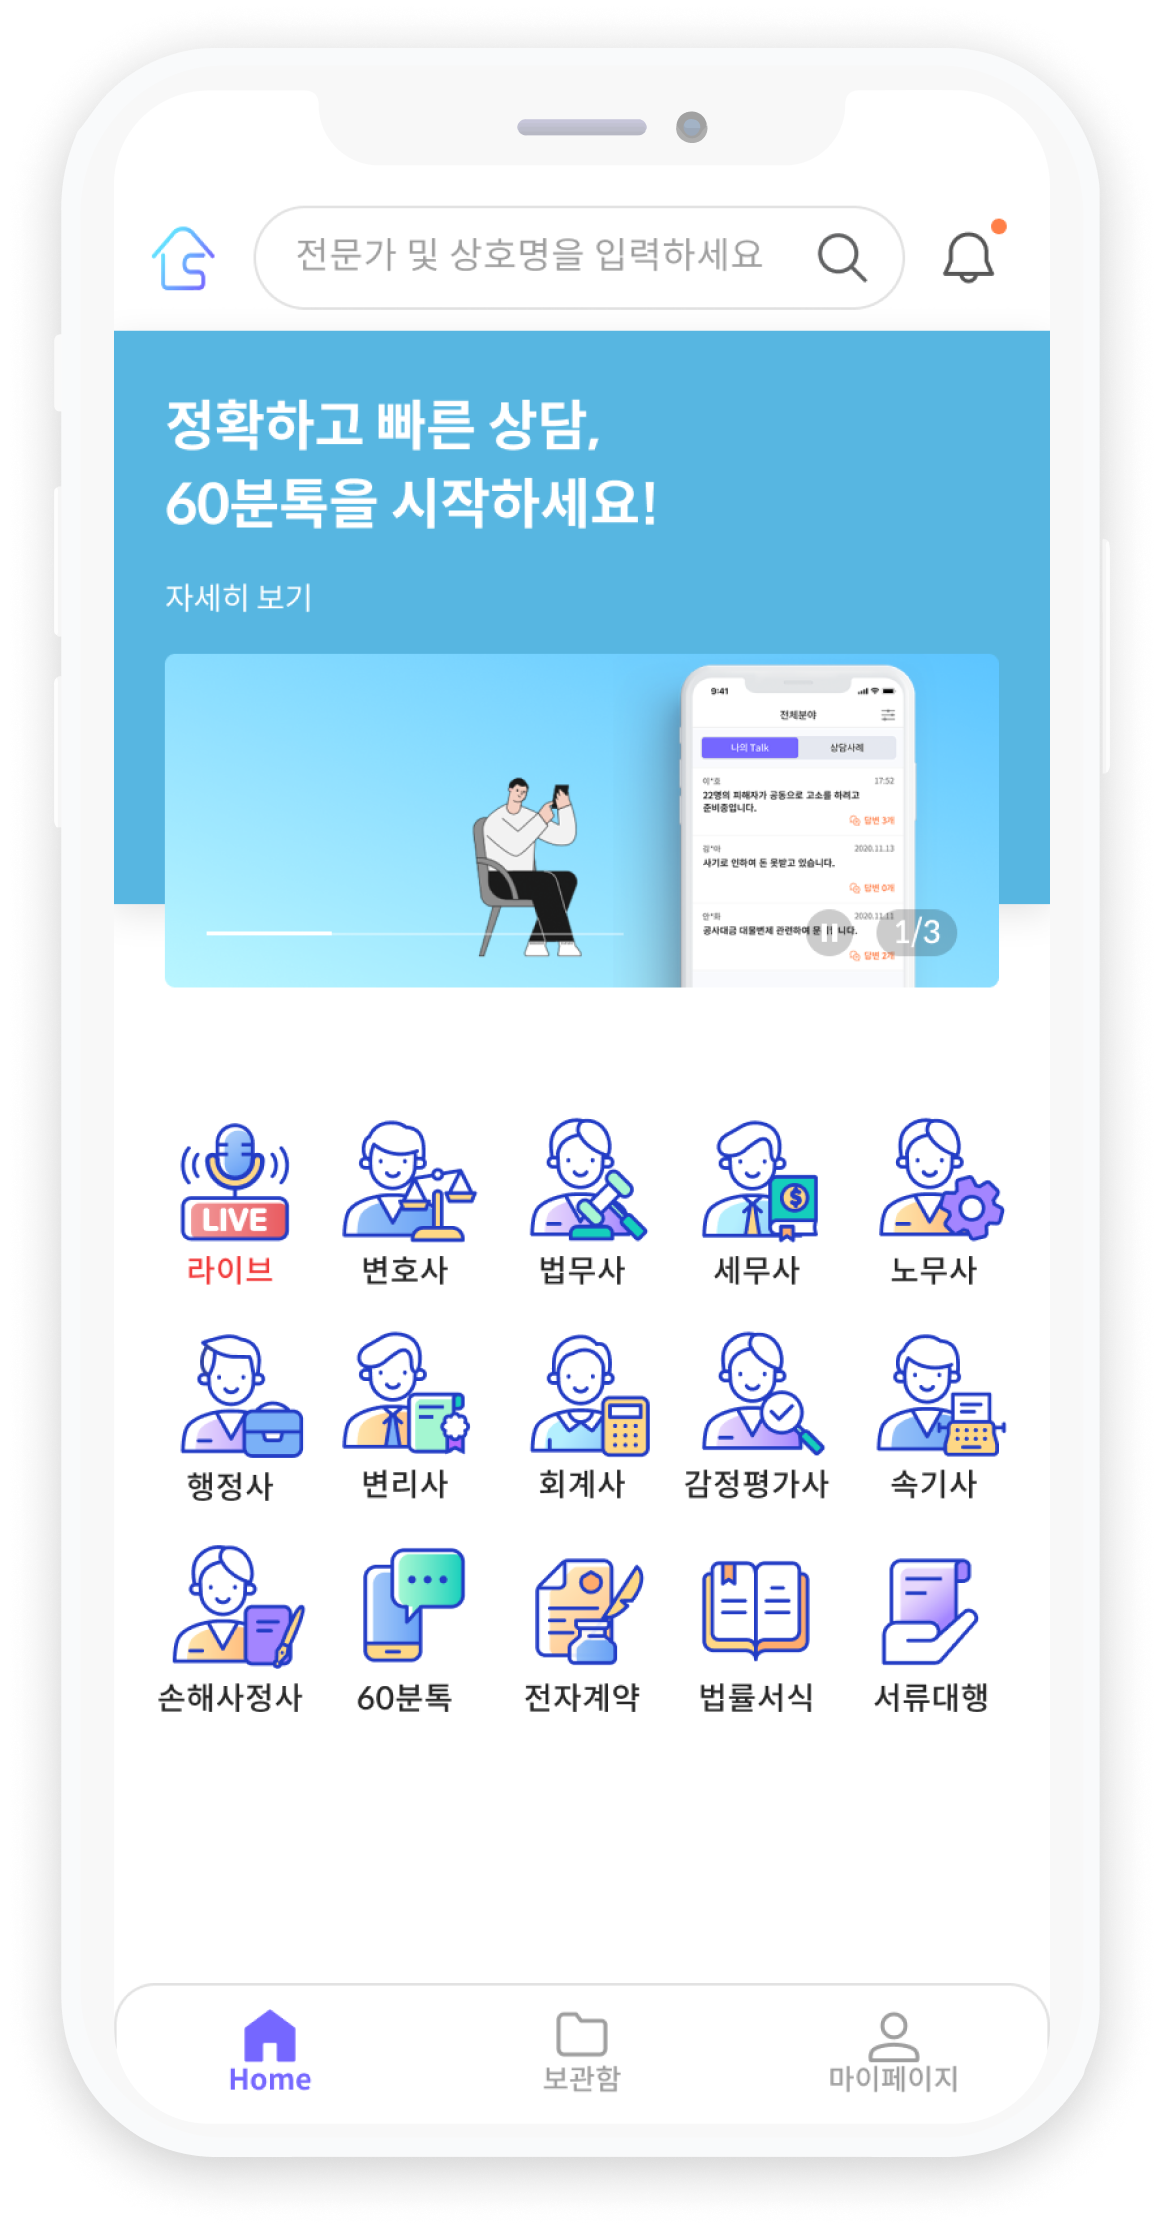 전문가 및 상호명을 입력하세요
정확하고 빠른 상담,
60분톡을 시작하세요!
자세히 보기
9:41
전체분야
나의 Talk 상담사례
이*호 17:52
22명의 피해자가 공동으로 고소를 하려고
준비중입니다.
답변 3개
김*아 2020.11.13
사기로 인하여 돈 못받고 있습니다.
답변 0개
안*화 2020.11.11
공사대금 대물변제 관련하여 니다.
답변 2개
1/3
LIVE
라이브 변호사 법무사 세무사 노무사
행정사 변리사 회계사 감정평가사 속기사
손해사정사 60분톡 전자계약 법률서식 서류대행
Home 보관함 마이페이지